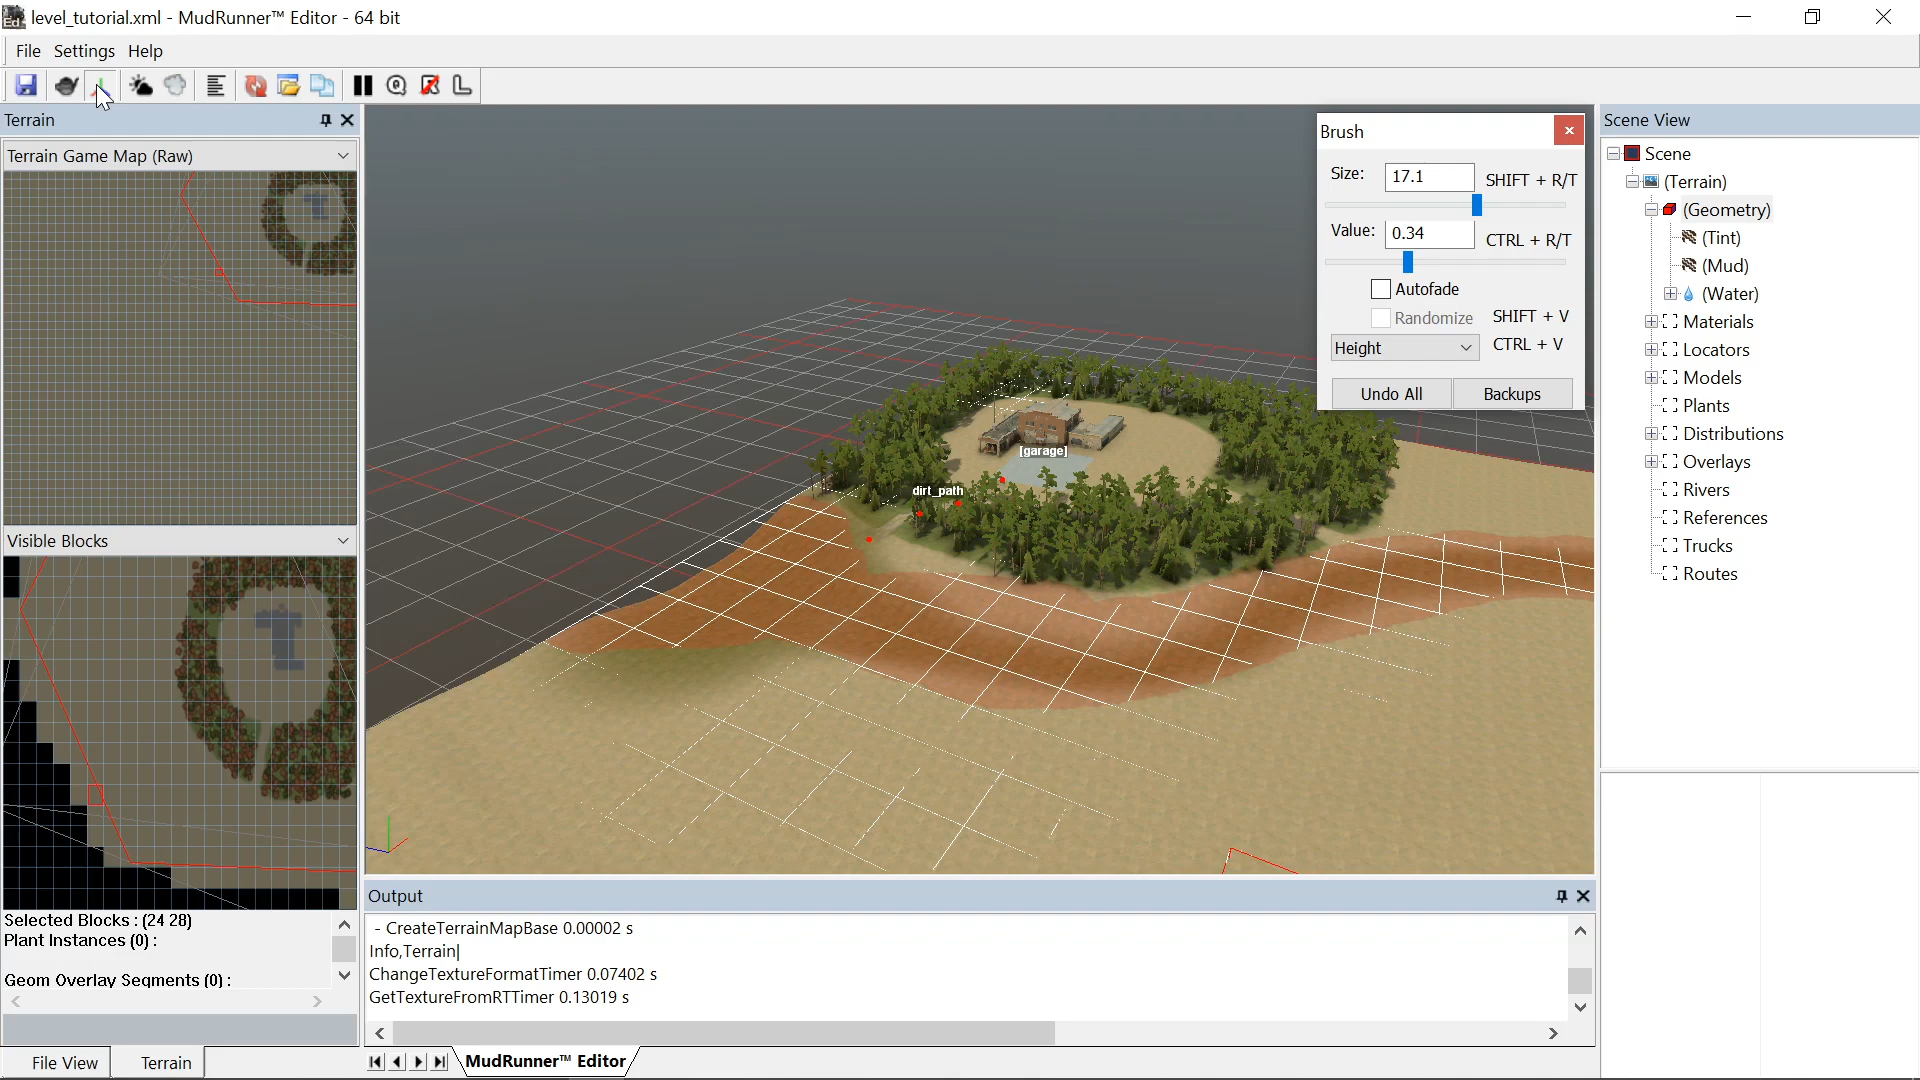 level_tutorial.xml - MudRunner™ Editor - 64 bit
File Settings Help
Terrain
Terrain Game Map (Raw)
Visible Blocks
Selected Blocks : (24 28)
Plant Instances (0) :
Geom Overlay Segments (0) :
File View
Terrain
[garage]
dirt_path
Brush
Size: 17.1 SHIFT + R/T
Value: 0.34 CTRL + R/T
Autofade
Randomize SHIFT + V
Height CTRL + V
Undo All
Backups
Output
- CreateTerrainMapBase 0.00002 s
Info,Terrain|
ChangeTextureFormatTimer 0.07402 s
GetTextureFromRTTimer 0.13019 s
MudRunner™ Editor
Scene View
Scene
(Terrain)
(Geometry)
(Tint)
(Mud)
(Water)
Materials
Locators
Models
Plants
Distributions
Overlays
Rivers
References
Trucks
Routes